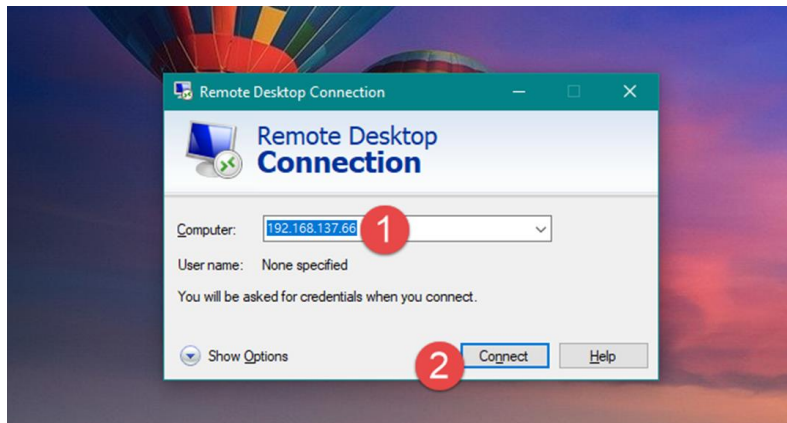 Remote Desktop Connection
Remote Desktop
Connection
Computer: 192.168.137.66 1
User name: None specified
You will be asked for credentials when you connect.
Show Options 2 Connect Help